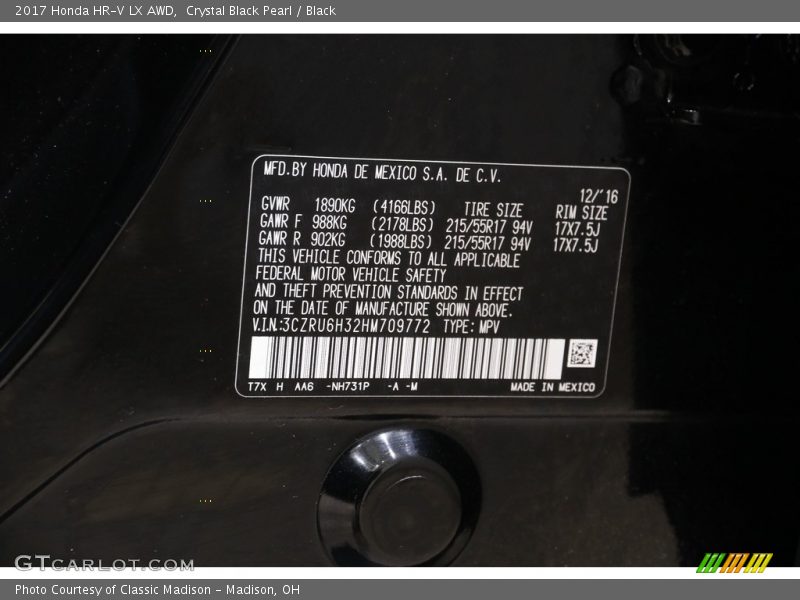 2017 Honda HR-V LX AWD,  Crystal Black Pearl / Black
MFD.BY HONDA DE MEXICO S.A. DE C.V.
12/'16
GVWR 1890KG (4166LBS) TIRE SIZE RIM SIZE
GAWR F 988KG (2178LBS) 215/55R17 94V 17X7.5J
GAWR R 902KG (1988LBS) 215/55R17 94V 17X7.5J
THIS VEHICLE CONFORMS TO ALL APPLICABLE
FEDERAL MOTOR VEHICLE SAFETY
AND THEFT PREVENTION STANDARDS IN EFFECT
ON THE DATE OF MANUFACTURE SHOWN ABOVE.
V.I.N.:3CZRU6H32HM709772 TYPE: MPV
T7X H AA6 -NH731P -A -M MADE IN MEXICO
GTCARLOT.COM
Photo Courtesy of Classic Madison - Madison, OH